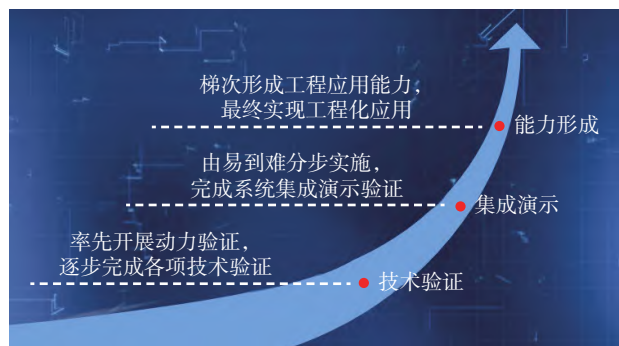 梯次形成工程应用能力，
最终实现工程化应用
能力形成
由易到难分步实施，
完成系统集成演示验证
集成演示
率先开展动力验证，
逐步完成各项技术验证
技术验证